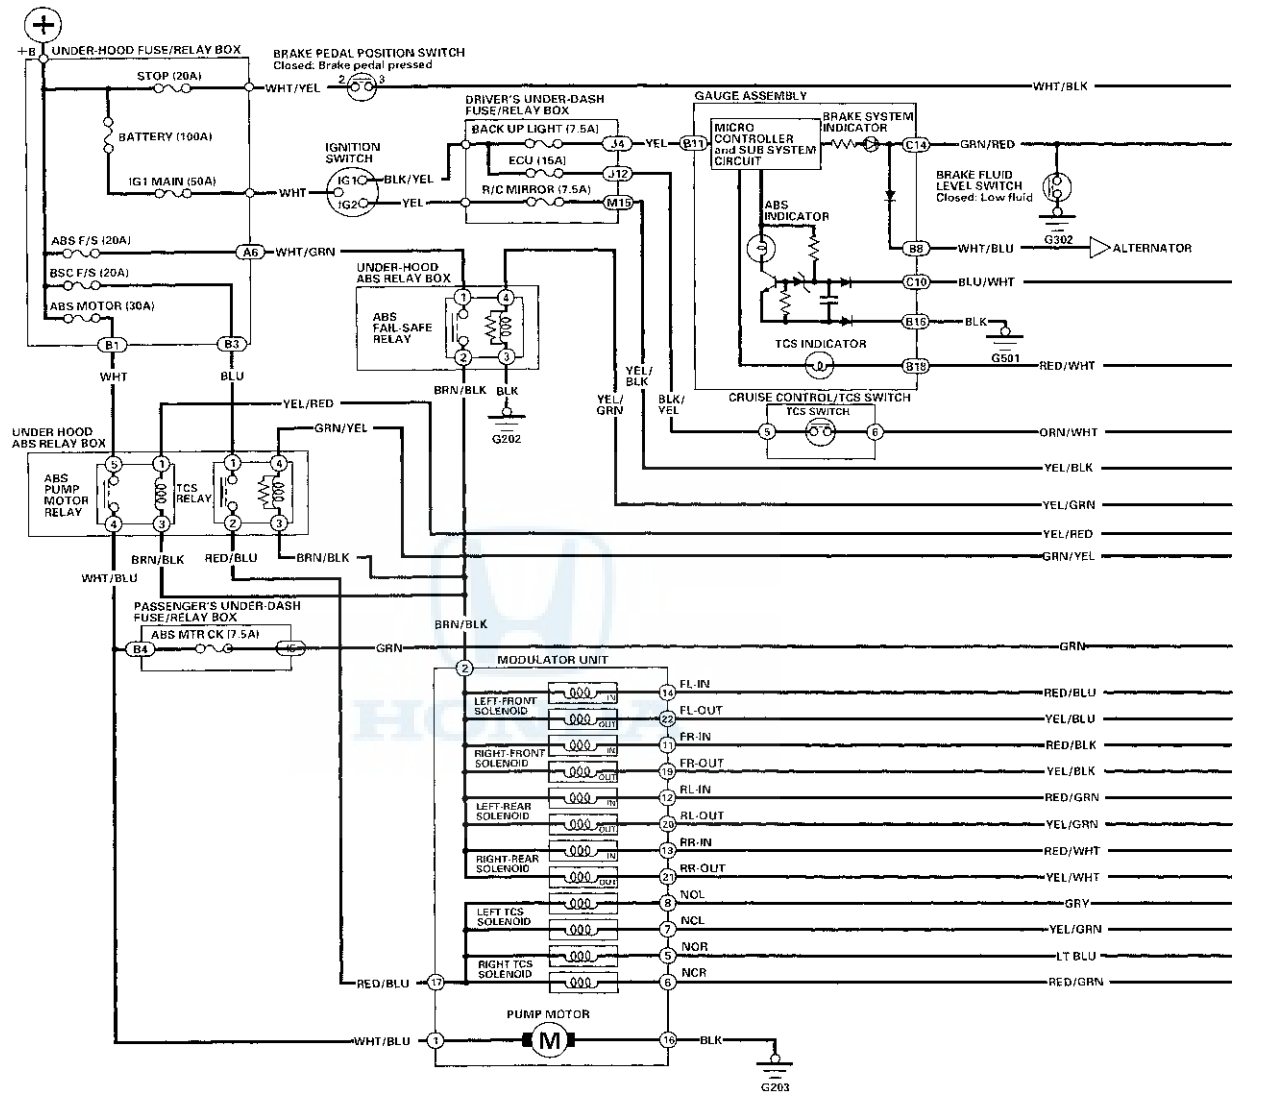 +B
UNDER-HOOD FUSE/RELAY BOX
BRAKE PEDAL POSITION SWITCH
Closed: Brake pedal pressed
STOP (20A)
WHT/YEL
2
3
WHT/BLK
BATTERY (100A)
IG1 MAIN (50A)
WHT
IGNITION
SWITCH
IG1
IG2
BLK/YEL
YEL
DRIVER'S UNDER-DASH
FUSE/RELAY BOX
BACK UP LIGHT (7.5A)
J4
YEL
B11
ECU (15A)
J12
R/C MIRROR (7.5A)
M15
GAUGE ASSEMBLY
MICRO
CONTROLLER
and SUB SYSTEM
CIRCUIT
BRAKE SYSTEM
INDICATOR
C14
GRN/RED
BRAKE FLUID
LEVEL SWITCH
Closed: Low fluid
G302
ABS
INDICATOR
B8
WHT/BLU
ALTERNATOR
C10
BLU/WHT
B16
BLK
G501
TCS INDICATOR
B18
RED/WHT
ABS F/S (20A)
A6
WHT/GRN
BSC F/S (20A)
ABS MOTOR (30A)
B1
B3
WHT
BLU
UNDER-HOOD
ABS RELAY BOX
ABS
FAIL-SAFE
RELAY
1
4
2
3
BRN/BLK
BLK
G202
YEL/
GRN
YEL/
BLK
BLK/
YEL
CRUISE CONTROL/TCS SWITCH
TCS SWITCH
5
6
ORN/WHT
YEL/BLK
YEL/GRN
YEL/RED
GRN/YEL
YEL/RED
GRN/YEL
UNDER HOOD
ABS RELAY BOX
ABS
PUMP
MOTOR
RELAY
5
1
4
3
TCS
RELAY
1
4
2
3
BRN/BLK
RED/BLU
BRN/BLK
WHT/BLU
PASSENGER'S UNDER-DASH
FUSE/RELAY BOX
B4
ABS MTR CK (7.5A)
GRN
GRN
BRN/BLK
HONDA
2
MODULATOR UNIT
LEFT-FRONT
SOLENOID
IN
14
FL-IN
RED/BLU
OUT
22
FL-OUT
YEL/BLU
RIGHT-FRONT
SOLENOID
IN
11
FR-IN
RED/BLK
OUT
19
FR-OUT
YEL/BLK
LEFT-REAR
SOLENOID
IN
12
RL-IN
RED/GRN
OUT
20
RL-OUT
YEL/GRN
RIGHT-REAR
SOLENOID
IN
13
RR-IN
RED/WHT
OUT
21
RR-OUT
YEL/WHT
LEFT TCS
SOLENOID
8
NOL
GRY
7
NCL
YEL/GRN
RIGHT TCS
SOLENOID
5
NOR
LT BLU
RED/BLU
17
6
NCR
RED/GRN
PUMP MOTOR
WHT/BLU
1
M
16
BLK
G203